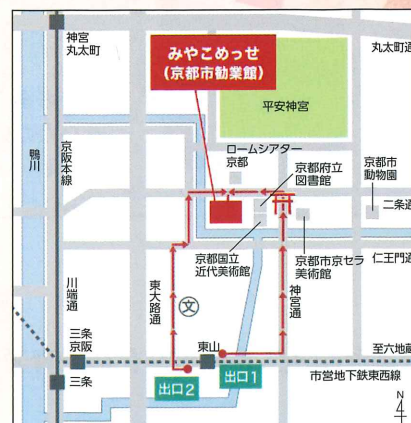 神宮
丸太町
丸太町通
みやこめっせ
(京都市勧業館)
平安神宮
鴨川
京阪本線
ロームシアター
京都
京都府立
図書館
京都市
動物園
二条通
京都国立
近代美術館
京都市京セラ
美術館
仁王門通
川端通
東大路通
文
神宮通
三条
京阪
東山
至六地蔵
三条
出口2
出口1
市営地下鉄東西線
N